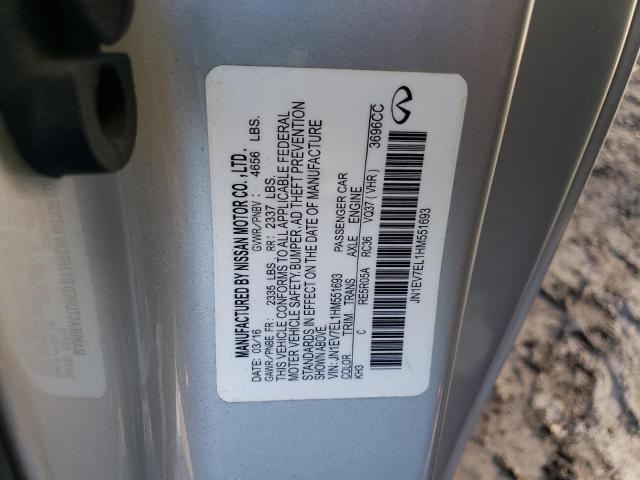 MANUFACTURED BY NISSAN MOTOR CO.,LTD.
DATE: 03/16 GVWR/PNBV : 4656 LBS.
GAWR/PNBE FR: 2335 LBS RR: 2337 LBS.
THIS VEHICLE CONFORMS TO ALL APPLICABLE FEDERAL
MOTOR VEHICLE SAFETY,BUMPER, AD THEFT PREVENTION
STANDARDS IN EFFECT ON THE DATE OF MANUFACTURE
SHOWN ABOVE.
VIN: JN1EV7EL1HM551693 PASSENGER CAR
COLOR TRIM TRANS AXLE ENGINE
KH3 C RE5R05A RC36 VQ37 ( VHR ) 3696CC
JN1EV7EL1HM551693